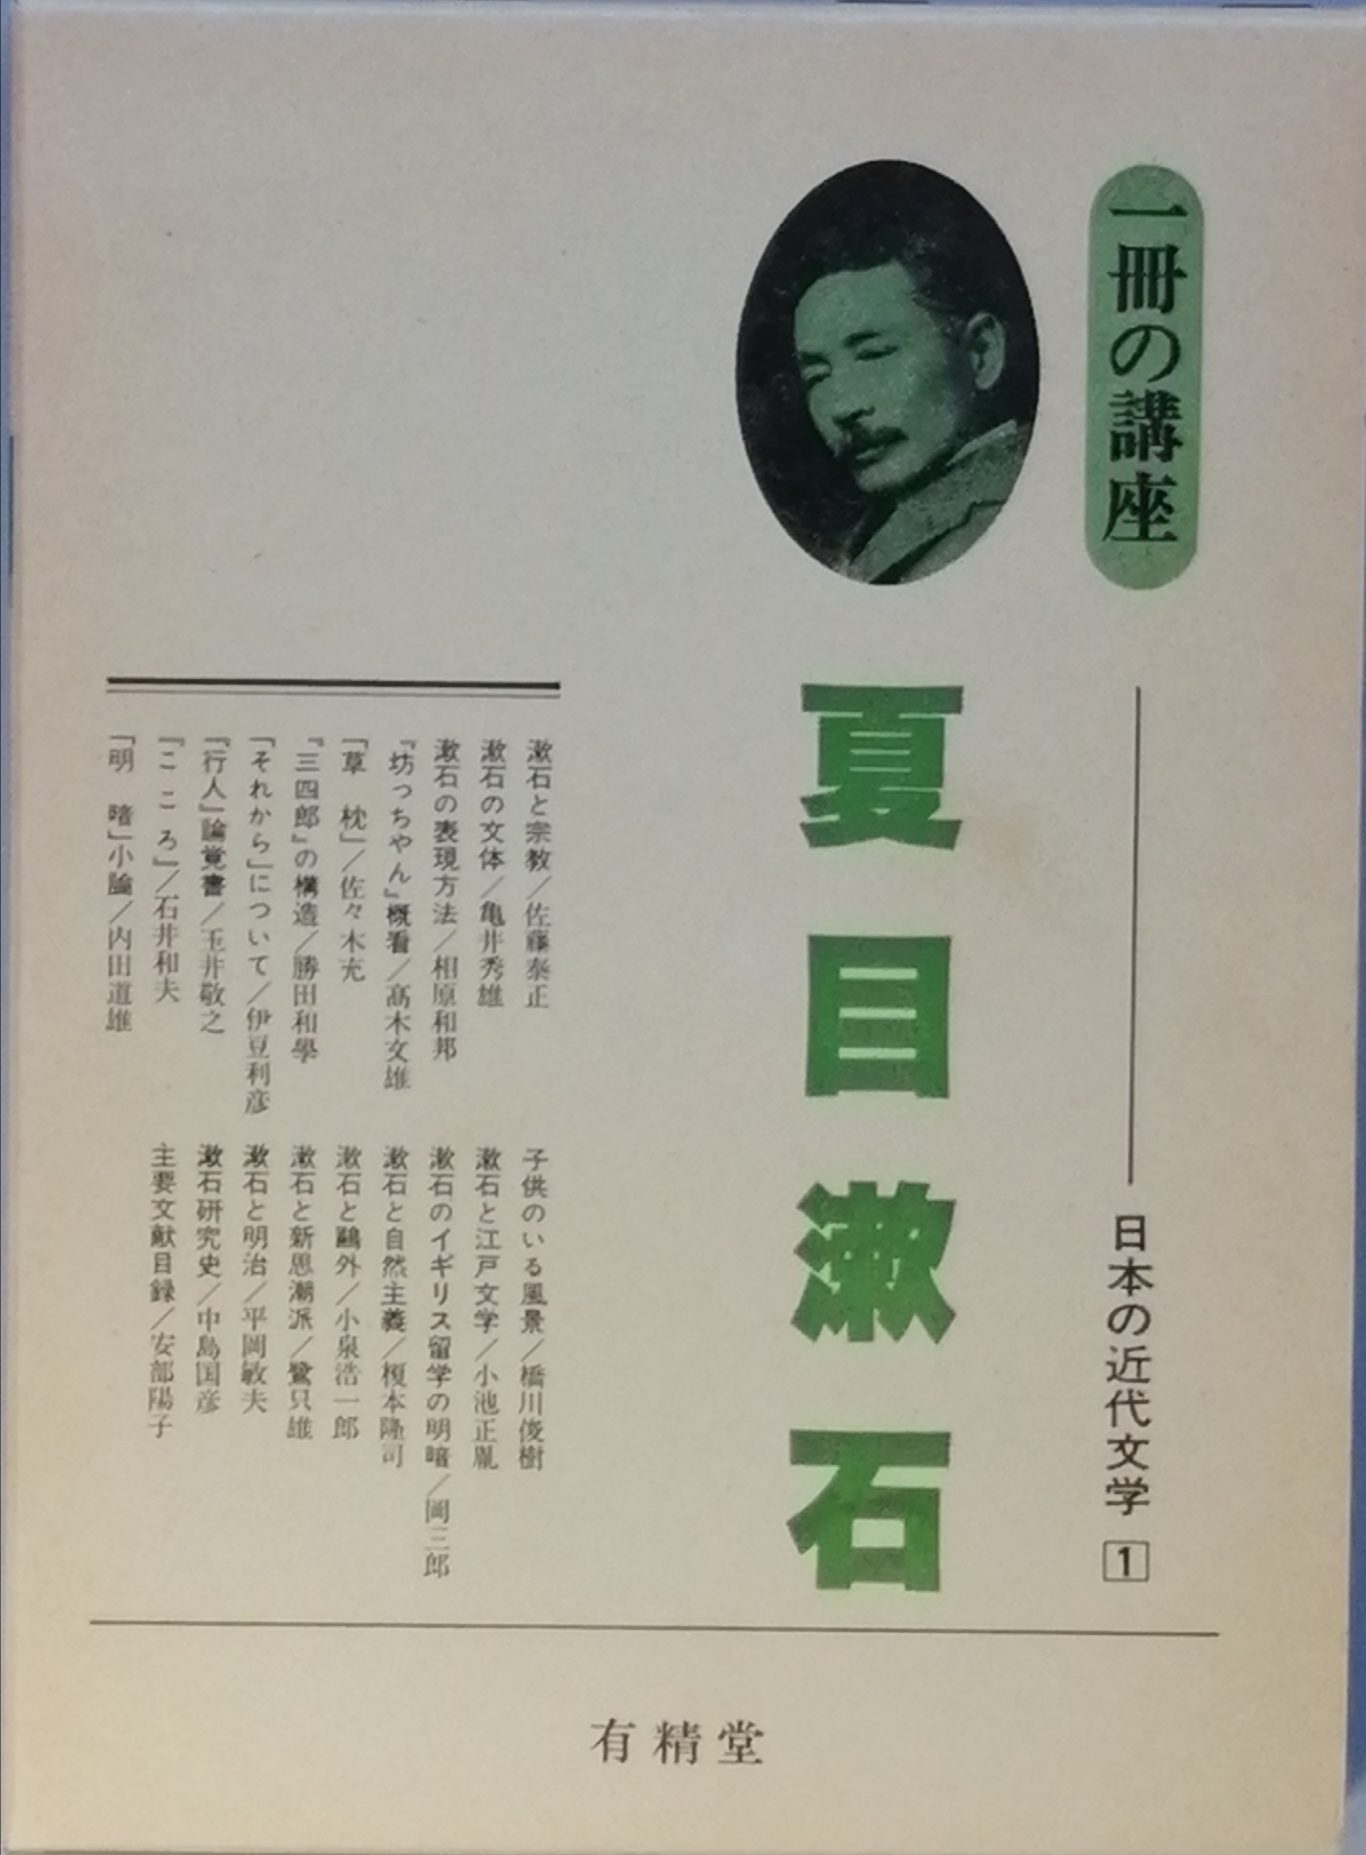 一冊の講座
日本の近代文学 1
夏目漱石
漱石と宗教／佐藤泰正
漱石の文体／亀井秀雄
漱石の表現方法／相原和邦
『坊っちやん』概看／髙木文雄
「草　枕」／佐々木充
『三四郎』の構造／勝田和學
「それから」について／伊豆利彦
「行人」論覚書／玉井敬之
『こころ』／石井和夫
「明　暗」小論／内田道雄
子供のいる風景／橋川俊樹
漱石と江戸文学／小池正胤
漱石のイギリス留学の明暗／岡三郎
漱石と自然主義／榎本隆司
漱石と鷗外／小泉浩一郎
漱石と新思潮派／鷺只雄
漱石と明治／平岡敏夫
漱石研究史／中島国彦
主要文献目録／安部陽子
有精堂